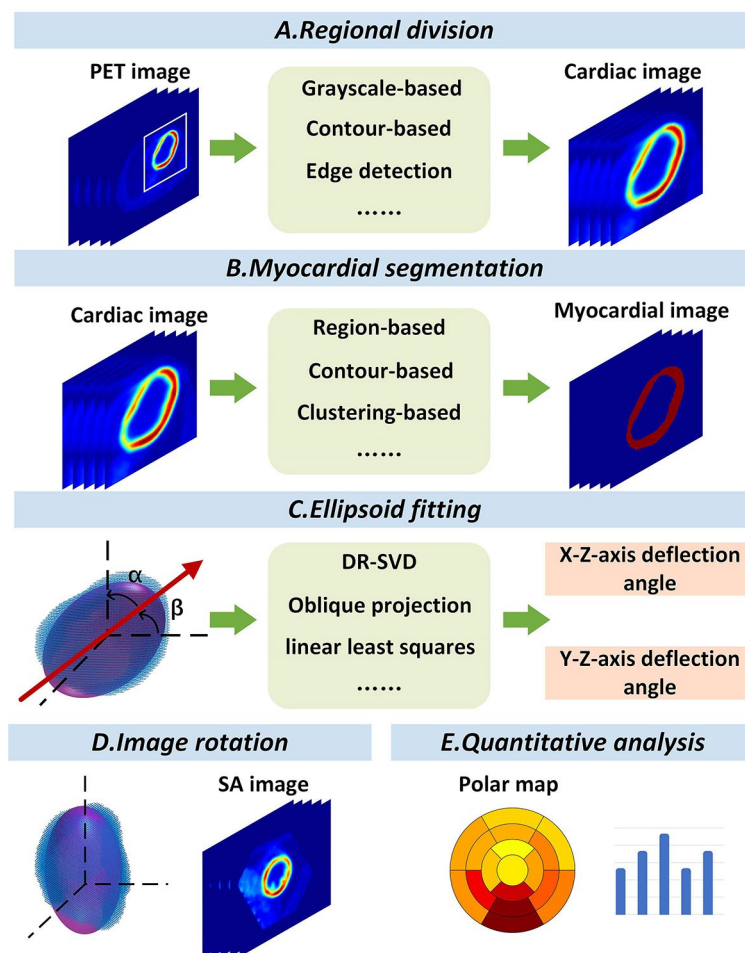 A.Regional division
PET image
Cardiac image
Grayscale-based
Contour-based
Edge detection
......
B.Myocardial segmentation
Cardiac image
Myocardial image
Region-based
Contour-based
Clustering-based
......
C.Ellipsoid fitting
α
β
DR-SVD
Oblique projection
linear least squares
......
X-Z-axis deflection
angle
Y-Z-axis deflection
angle
D.Image rotation
SA image
E.Quantitative analysis
Polar map